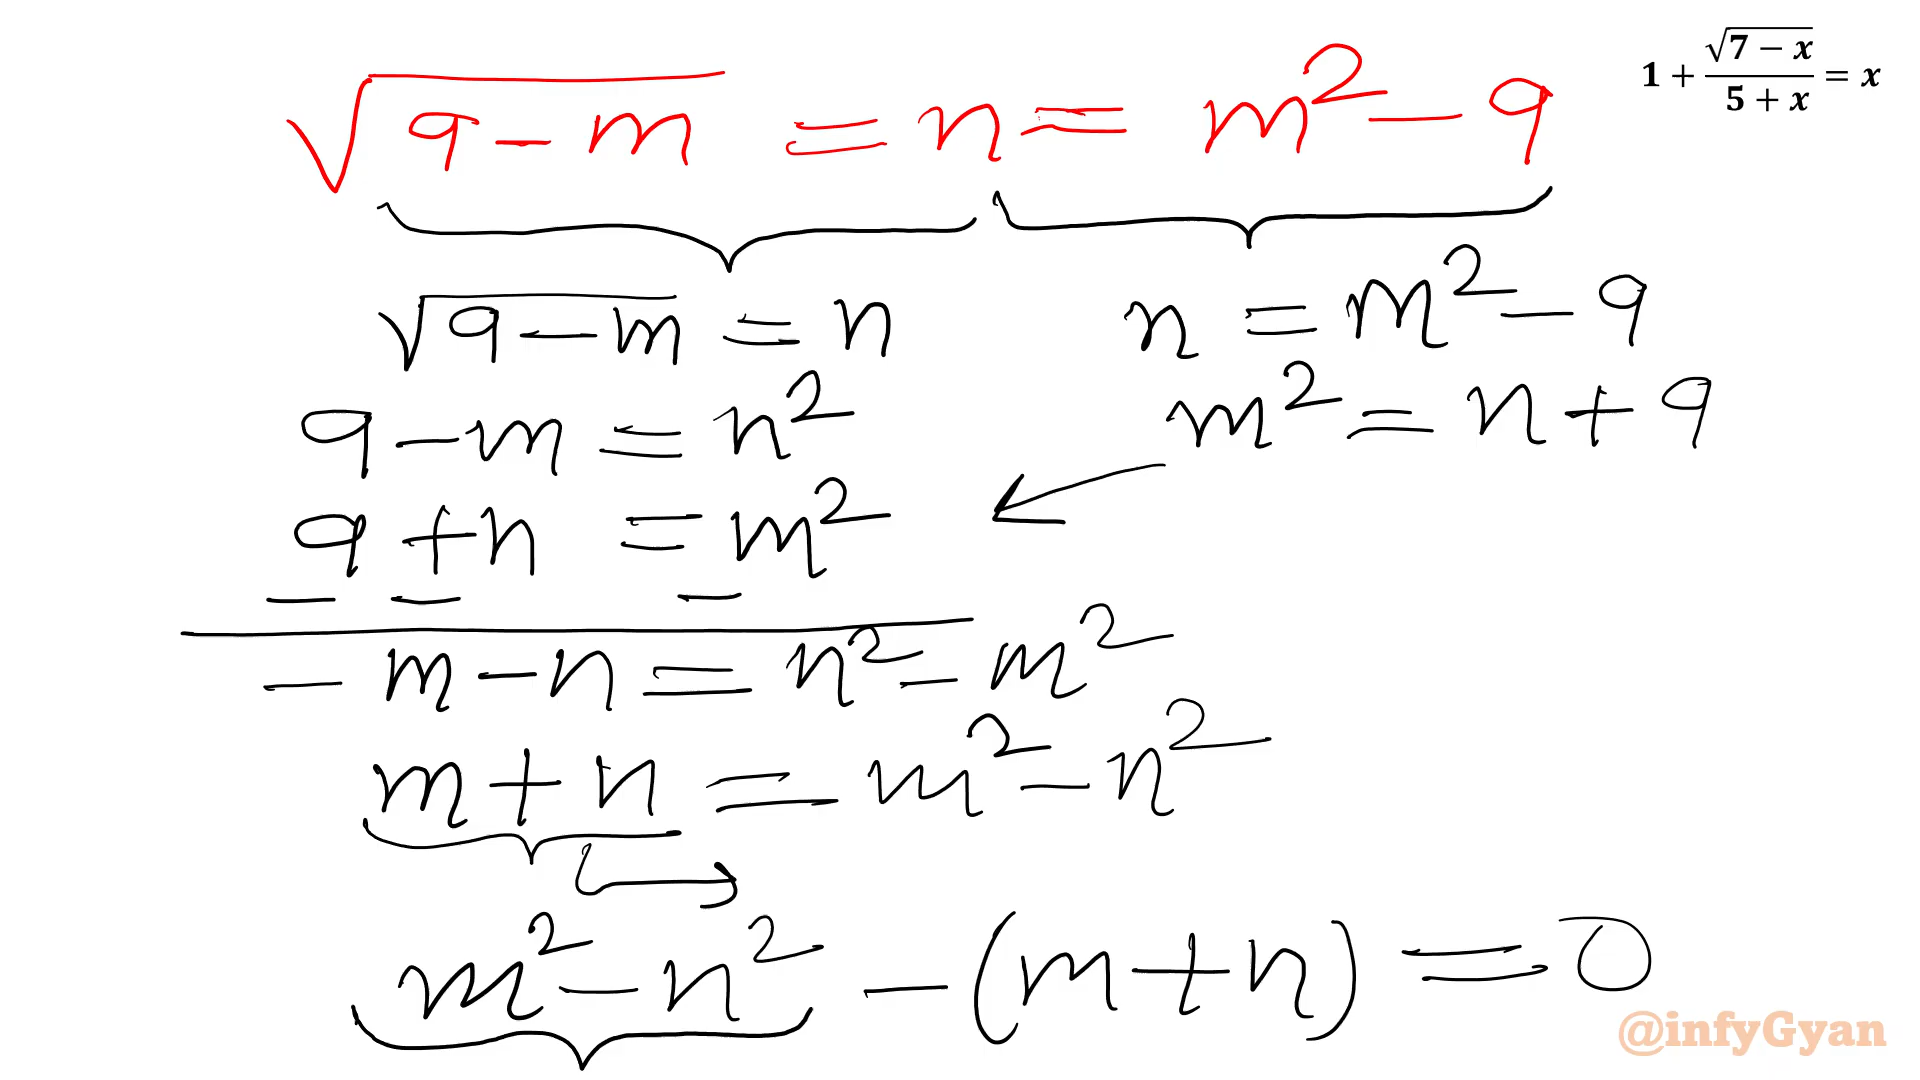 √(9 − m) = n = m² − 9
1 + √(7 − x)/(5 + x) = x
√(9 − m) = n    n = m² − 9
9 − m = n²    m² = n + 9
9 + n = m²
− −   −
− m − n = n² − m²
m + n = m² − n²
m² − n² − (m + n) = 0
@infyGyan